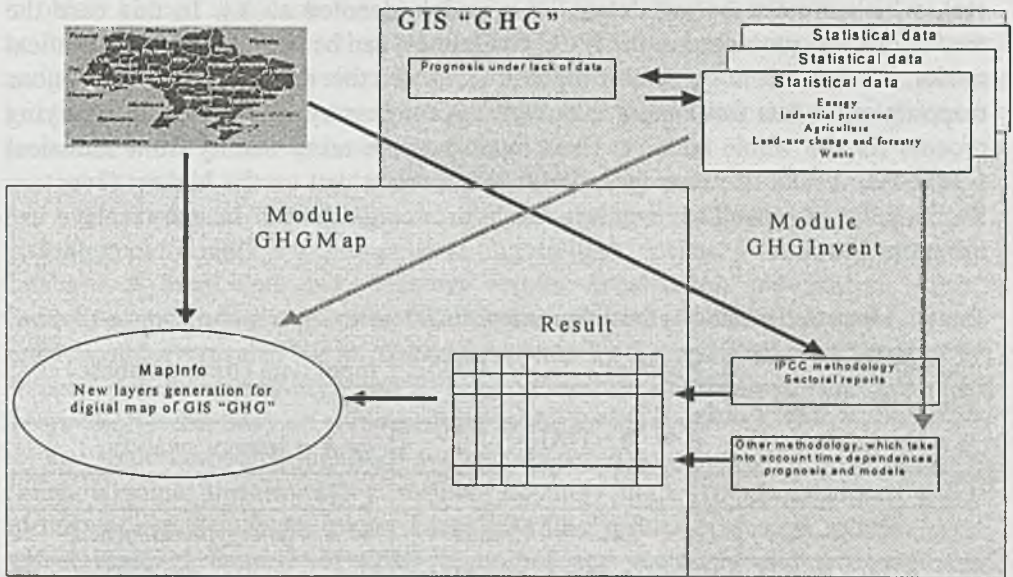 GIS "GHG"
Prognosis under lack of data
Statistical data
Statistical data
Statistical data
Energy
Industrial processes
Agriculture
Land-use change and forestry
Waste
Module
GHGMap
Module
GHGInvent
Result
MapInfo
New layers generation for
digital map of GIS "GHG"
IPCC methodology
Sectoral reports
Other methodology, which take
into account time dependences,
prognosis and models